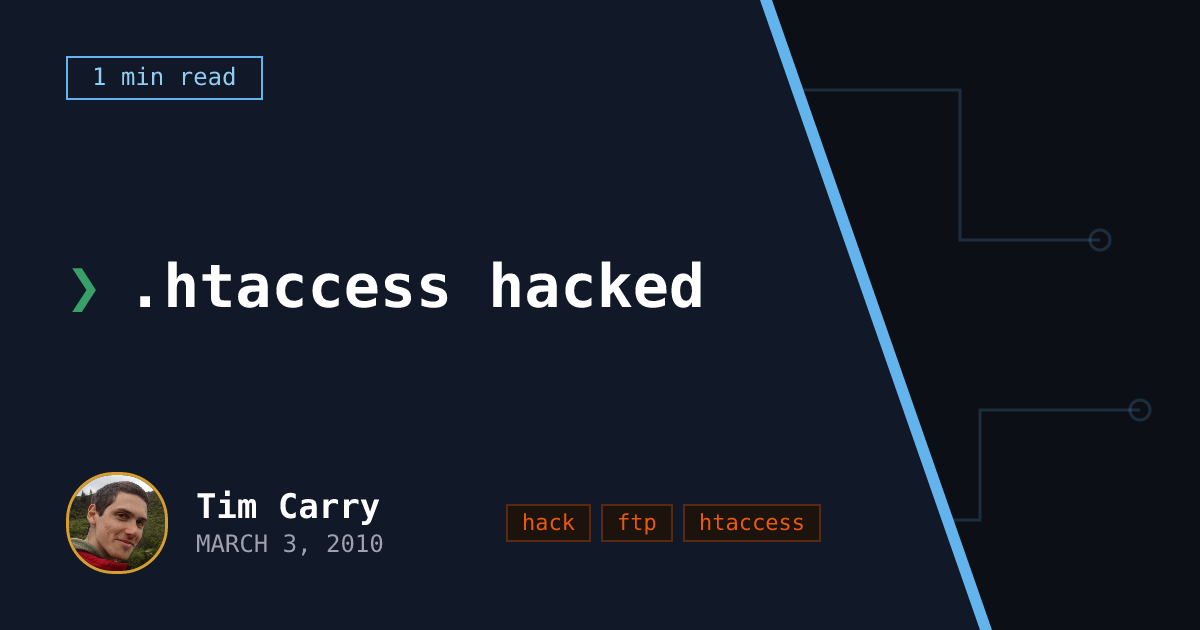 1 min read
❯ .htaccess hacked
Tim Carry
MARCH 3, 2010
hack ftp htaccess